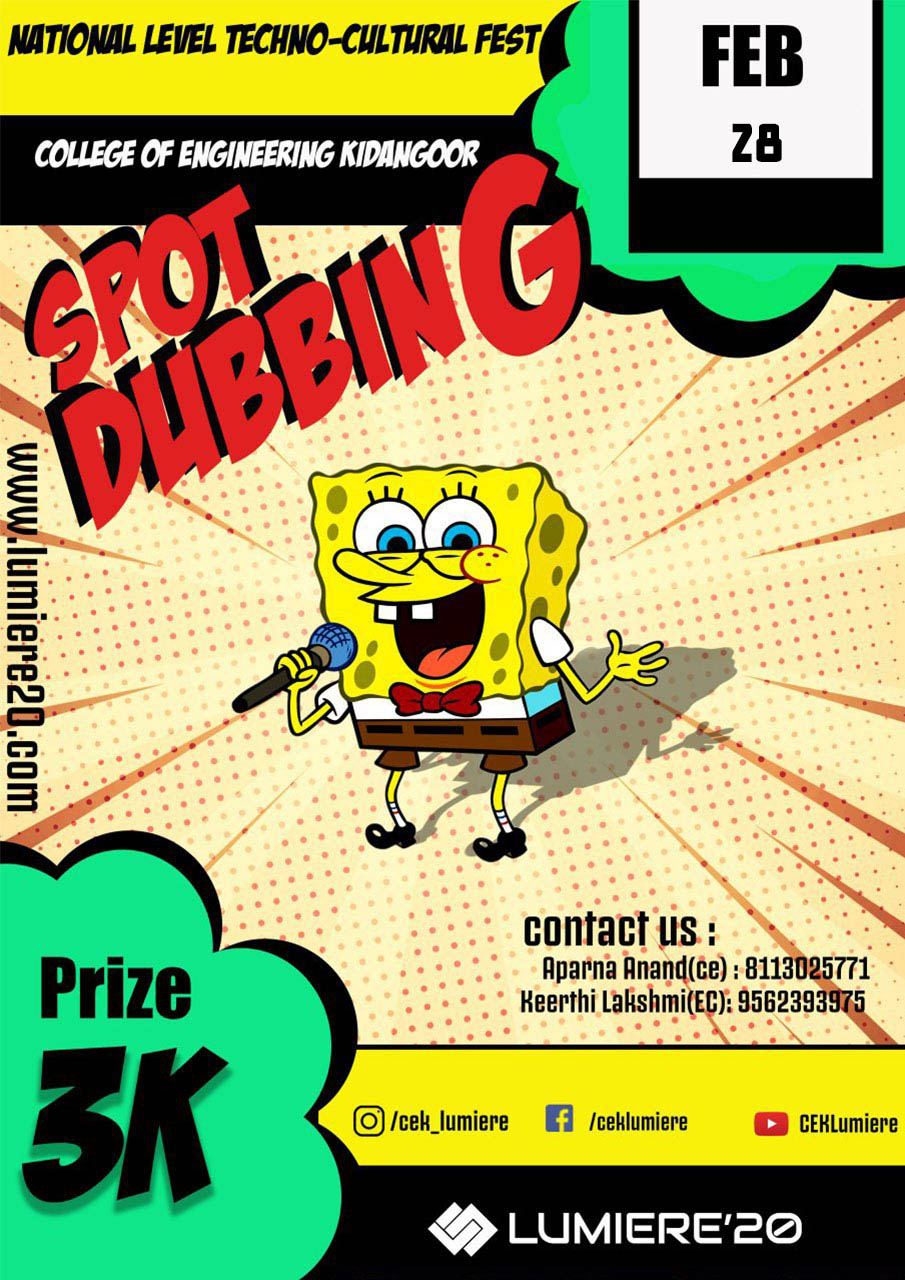 NATIONAL LEVEL TECHNO-CULTURAL FEST
FEB
28
COLLEGE OF ENGINEERING KIDANGOOR
SPOT
DUBBING
www.lumiere20.com
contact us :
Aparna Anand(ce) : 8113025771
Keerthi Lakshmi(EC): 9562393975
Prize
3K
/cek_lumiere
/ceklumiere
CEKLumiere
LUMIERE'20